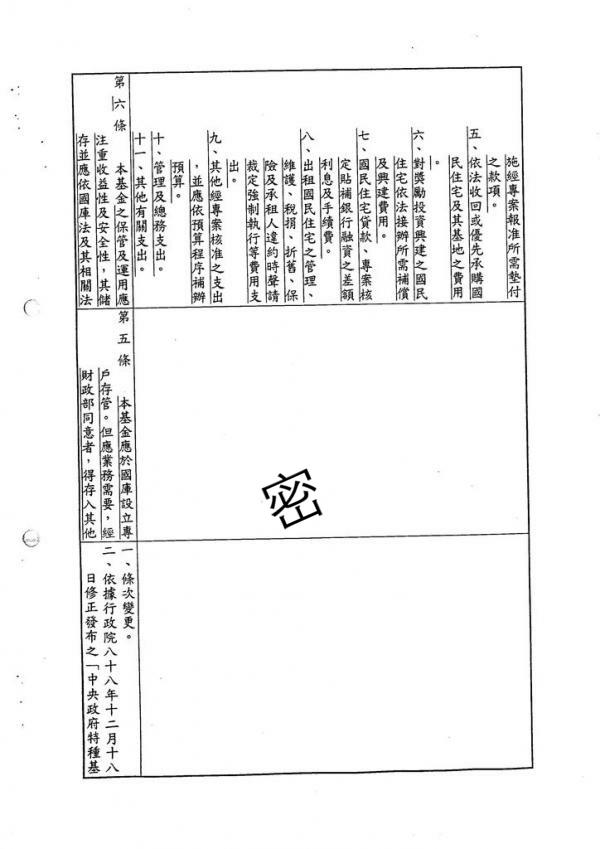 施經專案報准所需墊付
之款項。
五、依法收回或優先承購國
民住宅及其基地之費用
。
六、對獎勵投資興建之國民
住宅依法接辦所需補償
及興建費用。
七、國民住宅貸款、專案核
定貼補銀行融資之差額
利息及手續費。
八、出租國民住宅之管理、
維護、稅捐、折舊、保
險及承租人違約時聲請
裁定強制執行等費用支
出。
九、其他經專案核准之支出
，並應依預算程序補辦
預算。
十、管理及總務支出。
十一、其他有關支出。
第六條　本基金之保管及運用應
注重收益性及安全性，其儲
存並應依國庫法及其相關法
第五條　本基金應於國庫設立專
戶存管。但應業務需要，經
財政部同意者，得存入其他
一、條次變更。
二、依據行政院八十八年十二月十八
日修正發布之「中央政府特種基
密